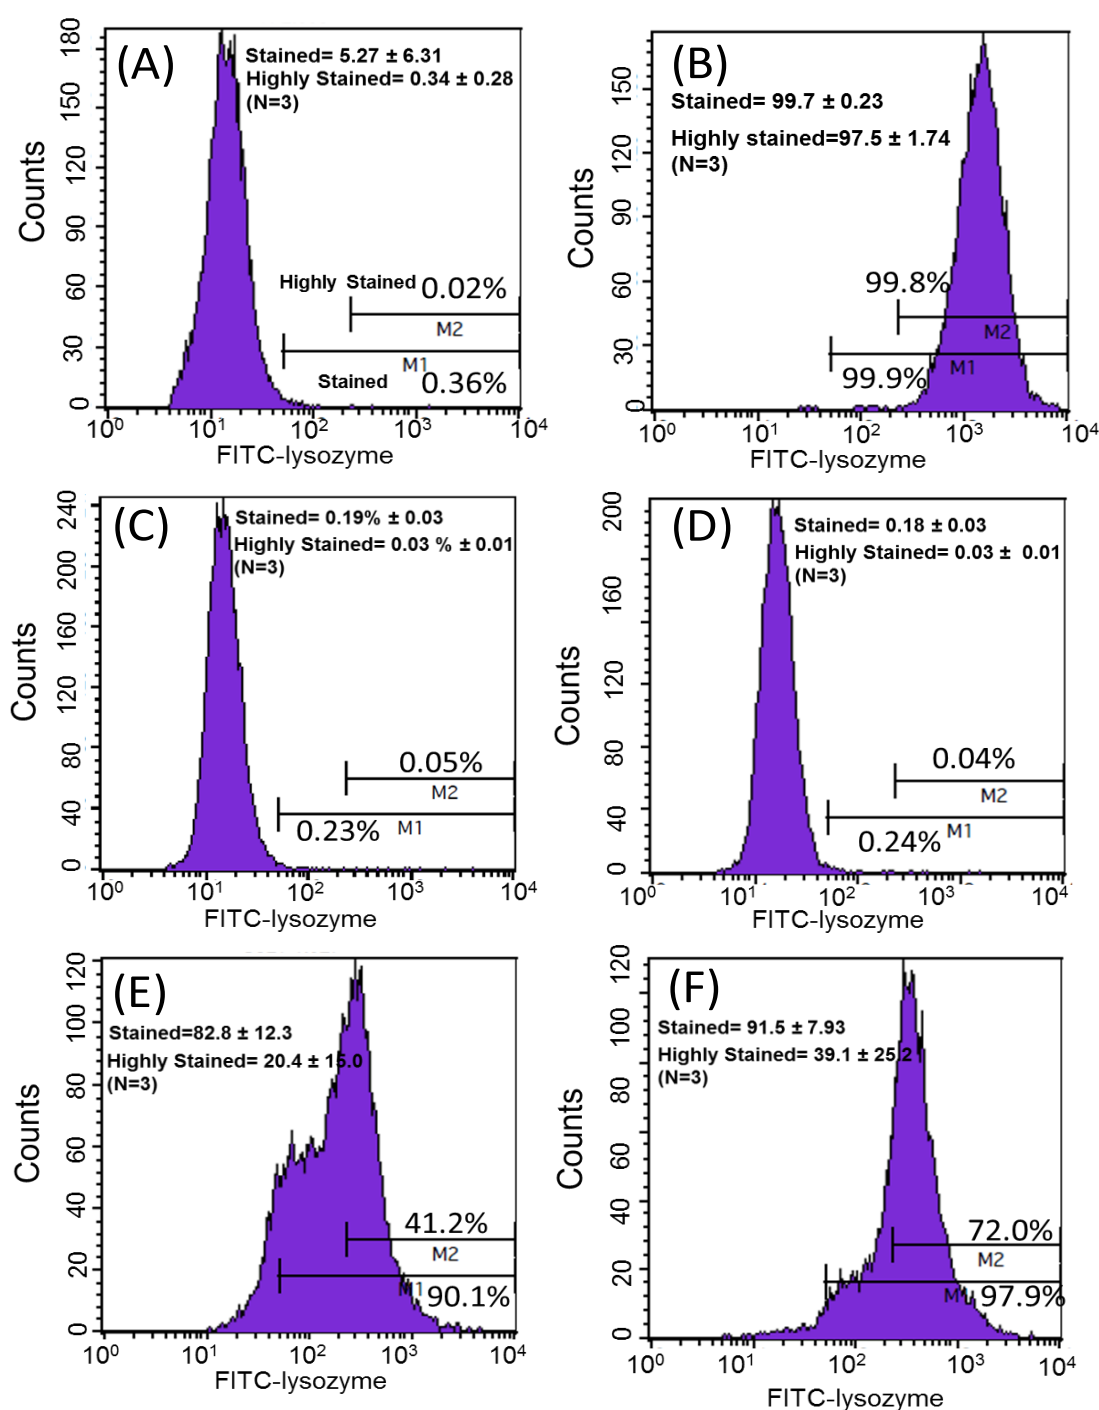 (A)
Stained= 5.27 ± 6.31
Highly Stained= 0.34 ± 0.28
(N=3)
Counts
180
150
120
90
60
30
0
Highly Stained 0.02%
M2
M1
Stained 0.36%
10^0 10^1 10^2 10^3 10^4
FITC-lysozyme
(B)
Stained= 99.7 ± 0.23
Highly stained=97.5 ± 1.74
(N=3)
Counts
150
120
90
60
30
0
99.8%
M2
M1
99.9%
10^0 10^1 10^2 10^3 10^4
FITC-lysozyme
(C)
Stained= 0.19% ± 0.03
Highly Stained= 0.03 % ± 0.01
(N=3)
Counts
240
200
160
120
80
40
0
0.05%
M2
M1
0.23%
10^0 10^1 10^2 10^3 10^4
FITC-lysozyme
(D)
Stained= 0.18 ± 0.03
Highly Stained= 0.03 ± 0.01
(N=3)
Counts
200
160
120
80
40
0
0.04%
M2
M1
0.24%
10^0 10^1 10^2 10^3 10^4
FITC-lysozyme
(E)
Stained=82.8 ± 12.3
Highly Stained= 20.4 ± 15.0
(N=3)
Counts
120
100
80
60
40
20
0
41.2%
M2
M1
90.1%
10^0 10^1 10^2 10^3 10^4
FITC-lysozyme
(F)
Stained= 91.5 ± 7.93
Highly Stained= 39.1 ± 25.2
(N=3)
Counts
120
100
80
60
40
20
0
72.0%
M2
M1
97.9%
10^0 10^1 10^2 10^3 10^4
FITC-lysozyme